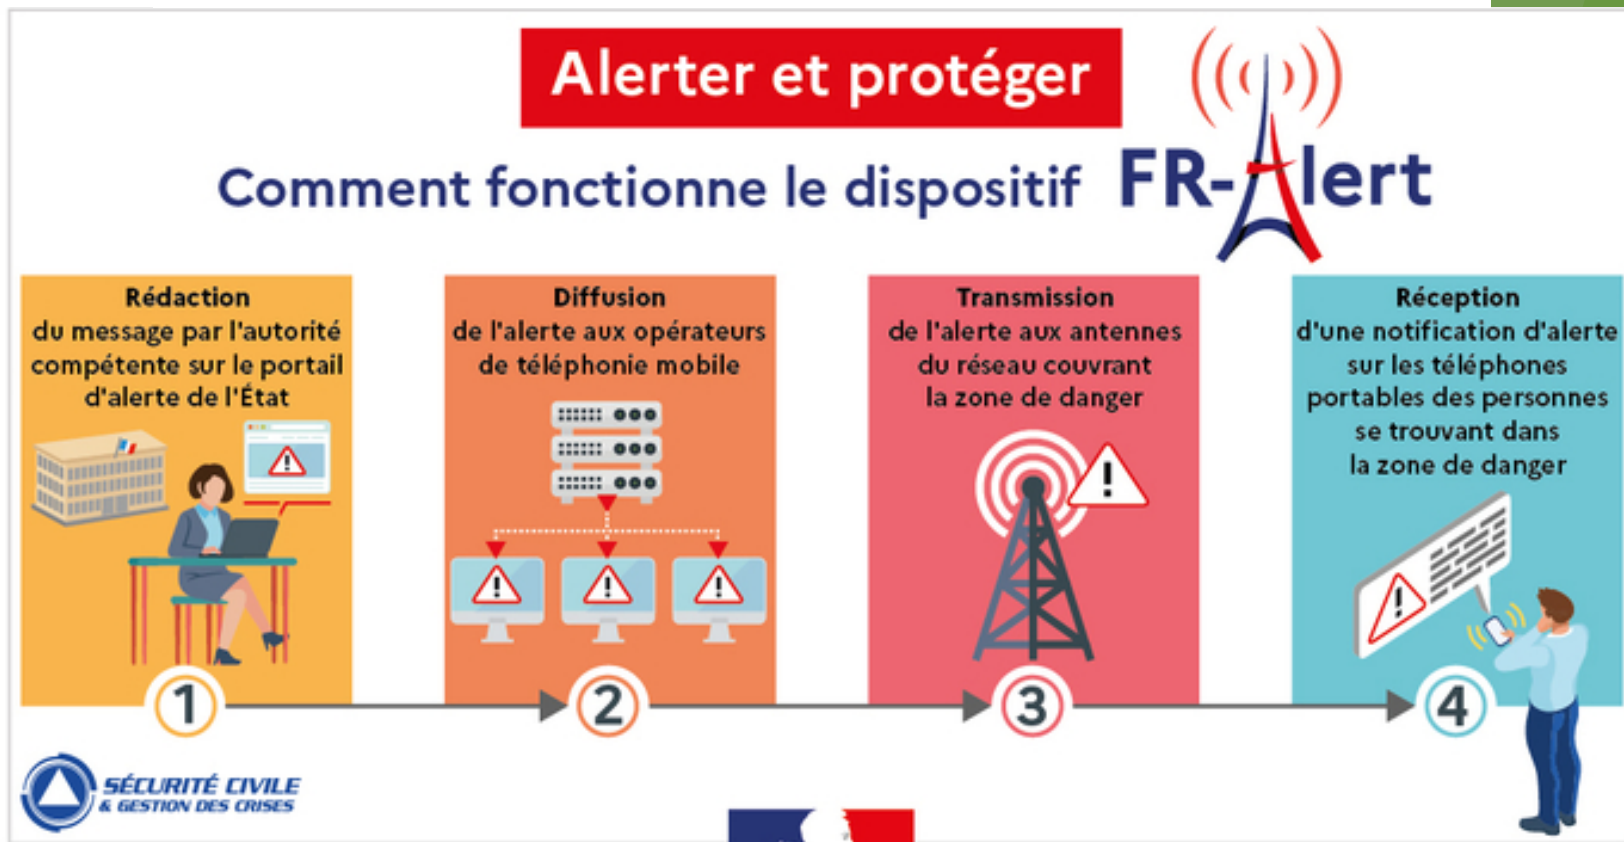 Alerter et protéger
Comment fonctionne le dispositif FR-Alert
Rédaction
du message par l'autorité
compétente sur le portail
d'alerte de l'État
Diffusion
de l'alerte aux opérateurs
de téléphonie mobile
Transmission
de l'alerte aux antennes
du réseau couvrant
la zone de danger
Réception
d'une notification d'alerte
sur les téléphones
portables des personnes
se trouvant dans
la zone de danger
1
2
3
4
SÉCURITÉ CIVILE
& GESTION DES CRISES